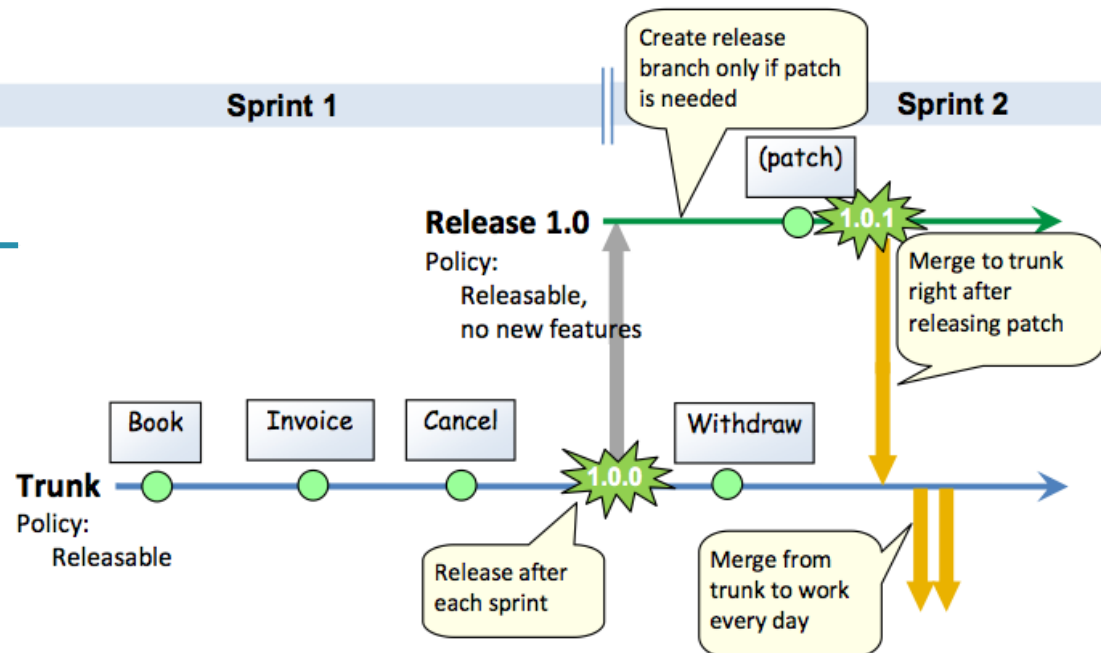 Create release
branch only if patch
is needed
Sprint 1
Sprint 2
(patch)
Release 1.0
1.0.1
Policy:
Releasable,
no new features
Merge to trunk
right after
releasing patch
Book
Invoice
Cancel
Withdraw
Trunk
1.0.0
Policy:
Releasable
Release after
each sprint
Merge from
trunk to work
every day